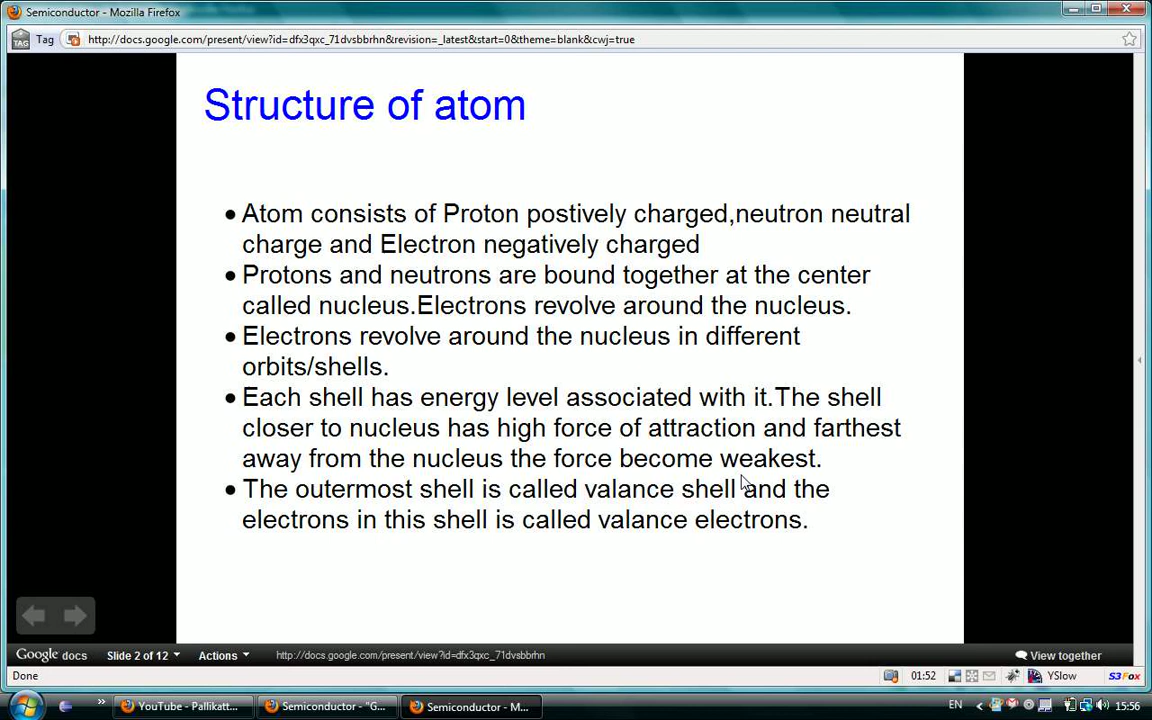 Semiconductor - Mozilla Firefox
TAG Tag http://docs.google.com/present/view?id=dfx3qxc_71dvsbbrhn&revision=_latest&start=0&theme=blank&cwj=true
Structure of atom
• Atom consists of Proton postively charged,neutron neutral
charge and Electron negatively charged
• Protons and neutrons are bound together at the center
called nucleus.Electrons revolve around the nucleus.
• Electrons revolve around the nucleus in different
orbits/shells.
• Each shell has energy level associated with it.The shell
closer to nucleus has high force of attraction and farthest
away from the nucleus the force become weakest.
• The outermost shell is called valance shell and the
electrons in this shell is called valance electrons.
Google docs Slide 2 of 12 Actions http://docs.google.com/present/view?id=dfx3qxc_71dvsbbrhn View together
Done 01:52 YSlow S3Fox
» YouTube - Pallikatt... Semiconductor - "G... Semiconductor - M... EN 15:56